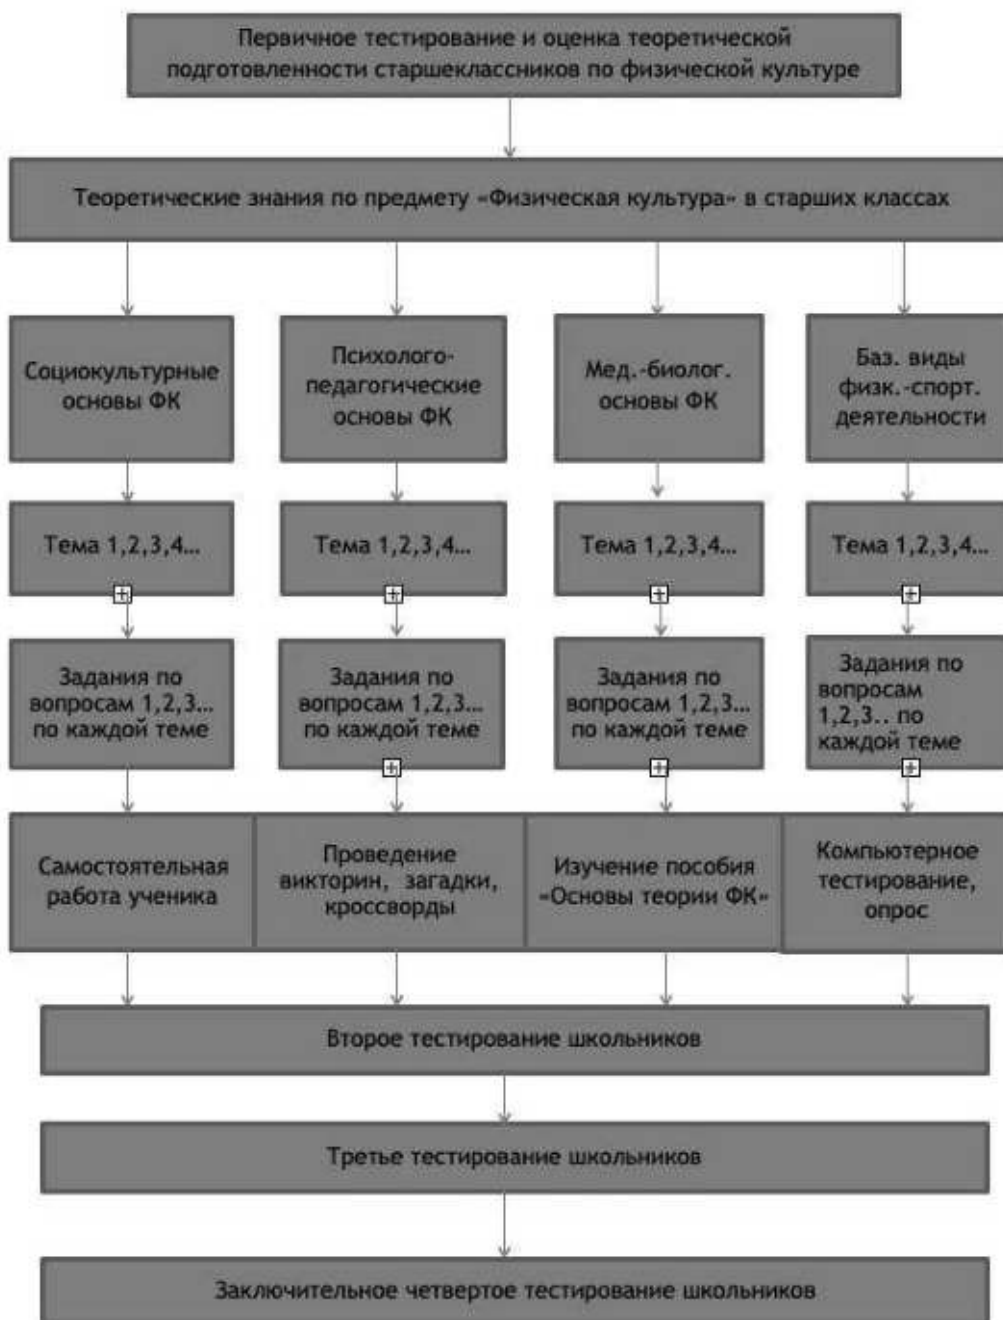 Первичное тестирование и оценка теоретической
подготовленности старшеклассников по физической культуре
Теоретические знания по предмету «Физическая культура» в старших классах
Социокультурные
основы ФК
Психолого-
педагогические
основы ФК
Мед.-биолог.
основы ФК
Баз. виды
физк.-спорт.
деятельности
Тема 1,2,3,4...
Тема 1,2,3,4...
Тема 1,2,3,4...
Тема 1,2,3,4...
Задания по
вопросам 1,2,3...
по каждой теме
Задания по
вопросам 1,2,3...
по каждой теме
Задания по
вопросам 1,2,3...
по каждой теме
Задания по
вопросам
1,2,3.. по
каждой теме
Самостоятельная
работа ученика
Проведение
викторин, загадки,
кроссворды
Изучение пособия
«Основы теории ФК»
Компьютерное
тестирование,
опрос
Второе тестирование школьников
Третье тестирование школьников
Заключительное четвертое тестирование школьников